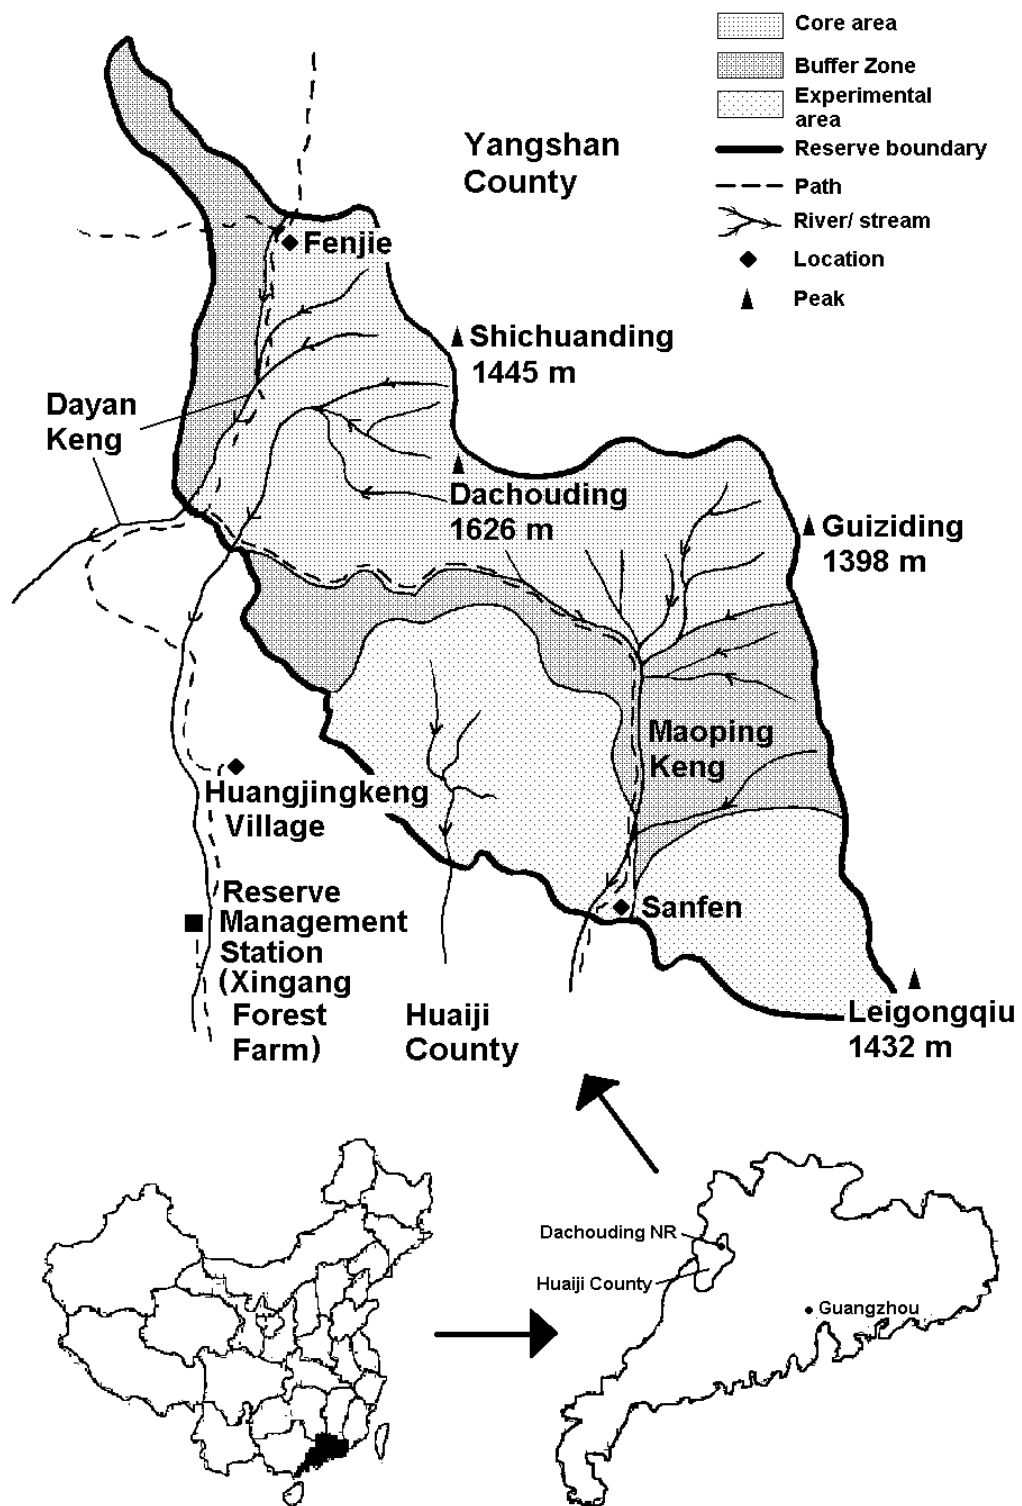 Core area
Buffer Zone
Experimental
area
Reserve boundary
Path
River/ stream
Location
Peak
Yangshan
County
Fenjie
Shichuanding
1445 m
Dayan
Keng
Dachouding
1626 m
Guiziding
1398 m
Maoping
Keng
Huangjingkeng
Village
Reserve
Management
Station
(Xingang
Forest
Farm)
Sanfen
Huaiji
County
Leigongqiu
1432 m
Dachouding NR
Huaiji County
Guangzhou